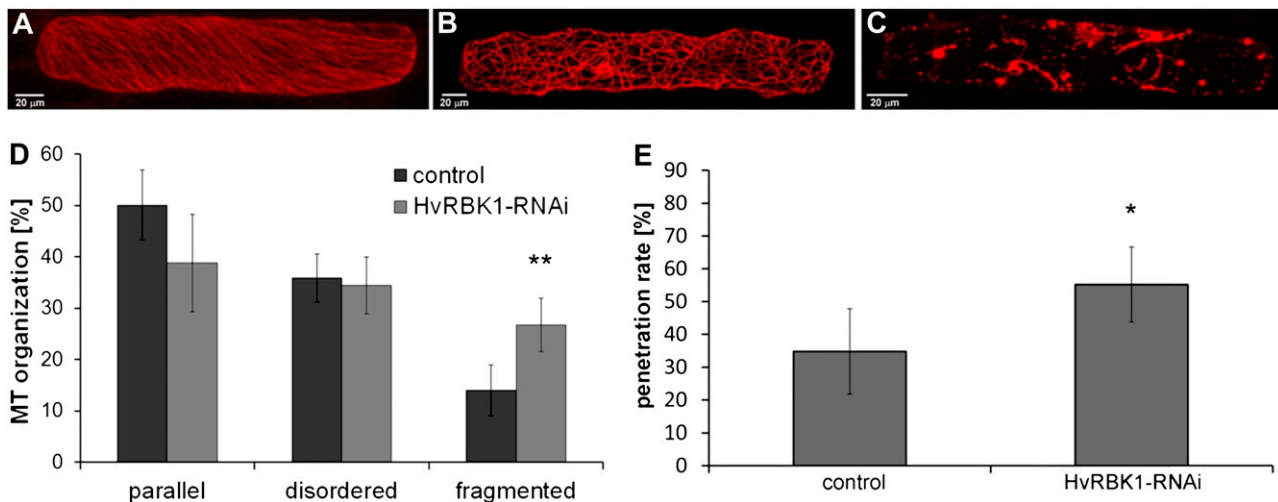 A
20 µm
B
20 µm
C
20 µm
D
MT organization [%]
60
50
40
30
20
10
0
control
HvRBK1-RNAi
**
parallel
disordered
fragmented
E
penetration rate [%]
90
80
70
60
50
40
30
20
10
0
*
control
HvRBK1-RNAi